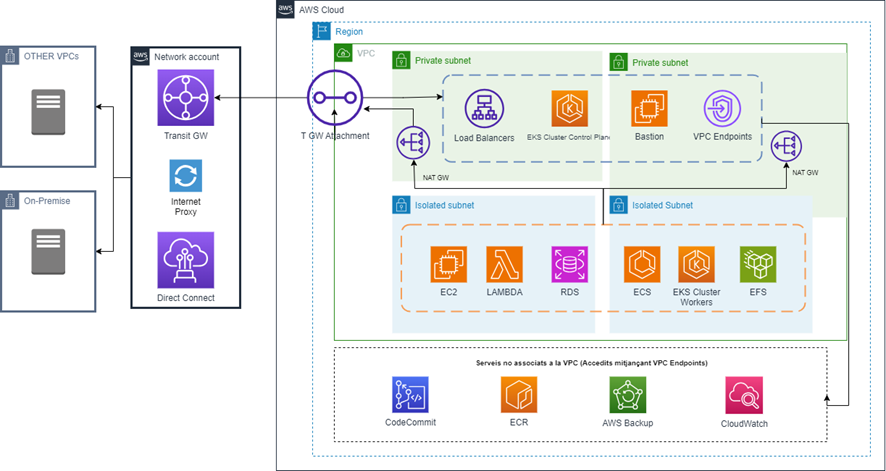 aws
AWS Cloud
Region
VPC
OTHER VPCs
aws
Network account
Transit GW
Internet
Proxy
Direct Connect
On-Premise
T GW Attachment
Private subnet
Private subnet
Load Balancers
EKS Cluster Control Plane
Bastion
VPC Endpoints
NAT GW
NAT GW
Isolated subnet
Isolated Subnet
EC2
LAMBDA
RDS
ECS
EKS Cluster
Workers
EFS
Serveis no associats a la VPC (Accedits mitjançant VPC Endpoints)
CodeCommit
ECR
AWS Backup
CloudWatch